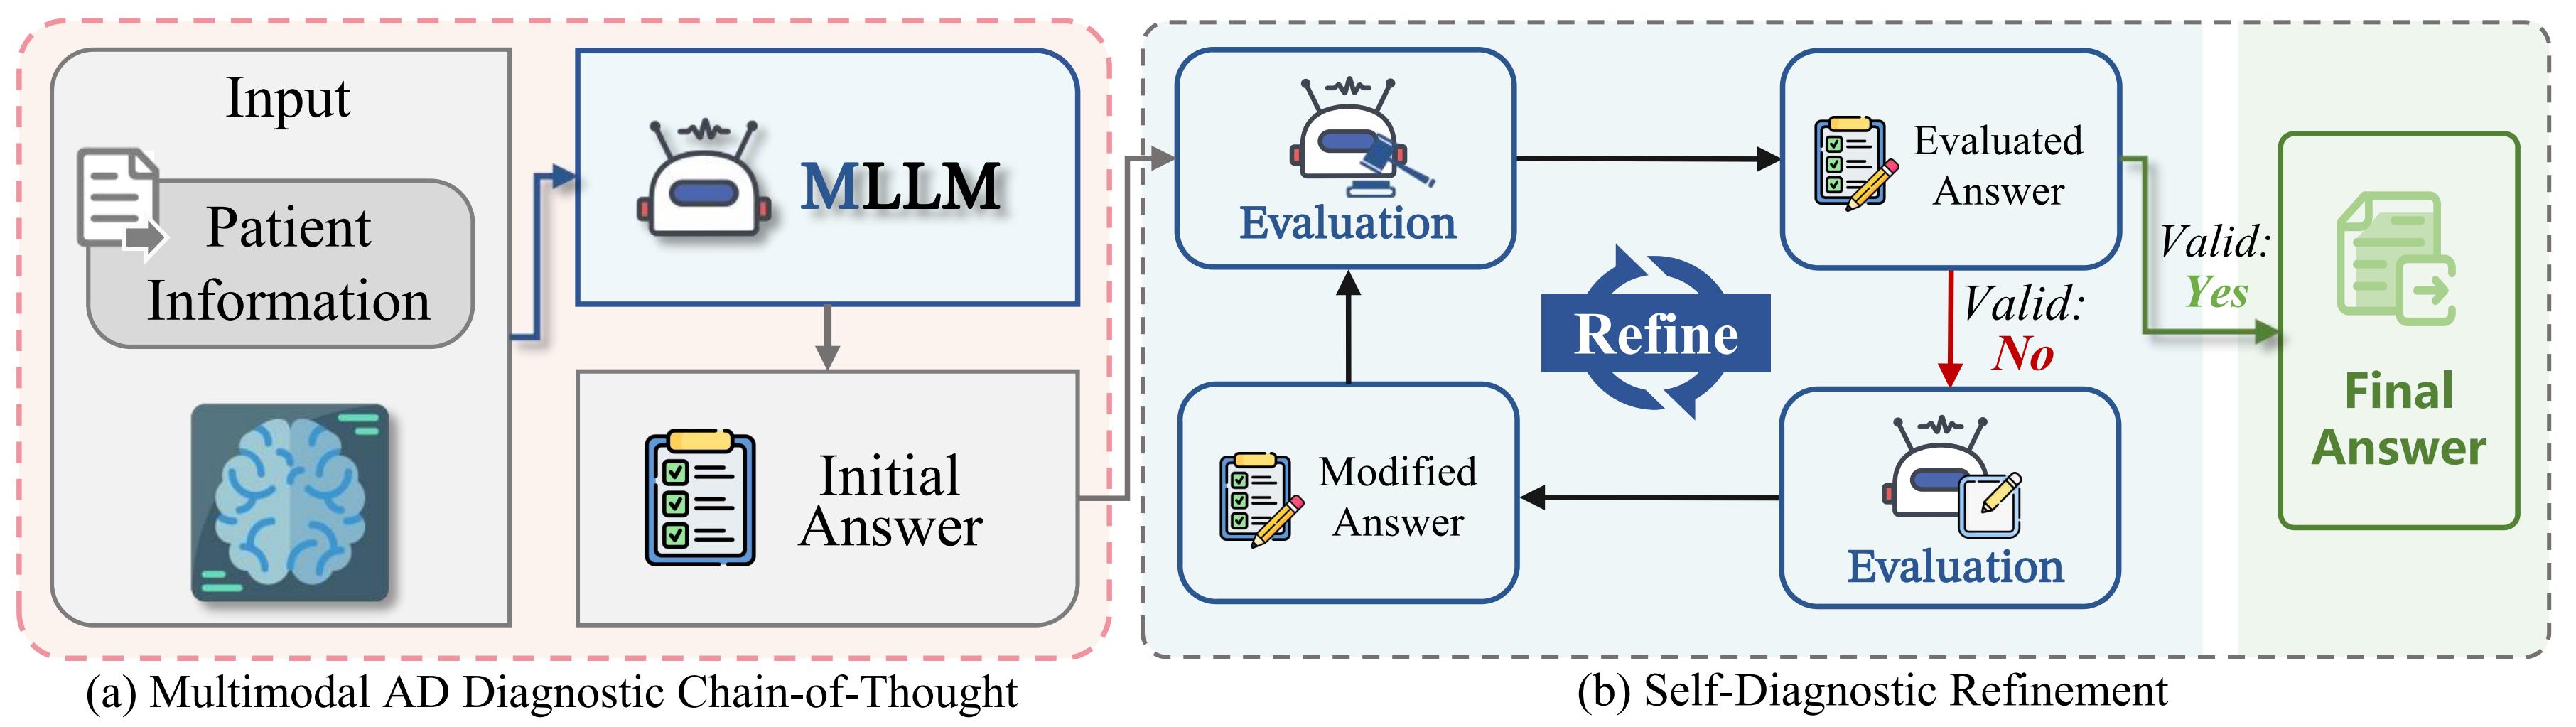 Input
Patient
Information
MLLM
Initial
Answer
(a) Multimodal AD Diagnostic Chain-of-Thought
Evaluation
Evaluated
Answer
Valid:
Yes
Valid:
No
Refine
Modified
Answer
Evaluation
Final
Answer
(b) Self-Diagnostic Refinement